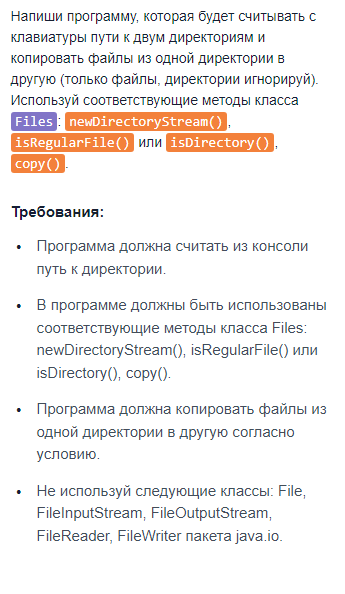 Напиши программу, которая будет считывать с
клавиатуры пути к двум директориям и
копировать файлы из одной директории в
другую (только файлы, директории игнорируй).
Используй соответствующие методы класса
Files: newDirectoryStream(),
isRegularFile() или isDirectory(),
copy().
Требования:
• Программа должна считать из консоли
путь к директории.
• В программе должны быть использованы
соответствующие методы класса Files:
newDirectoryStream(), isRegularFile() или
isDirectory(), copy().
• Программа должна копировать файлы из
одной директории в другую согласно
условию.
• Не используй следующие классы: File,
FileInputStream, FileOutputStream,
FileReader, FileWriter пакета java.io.